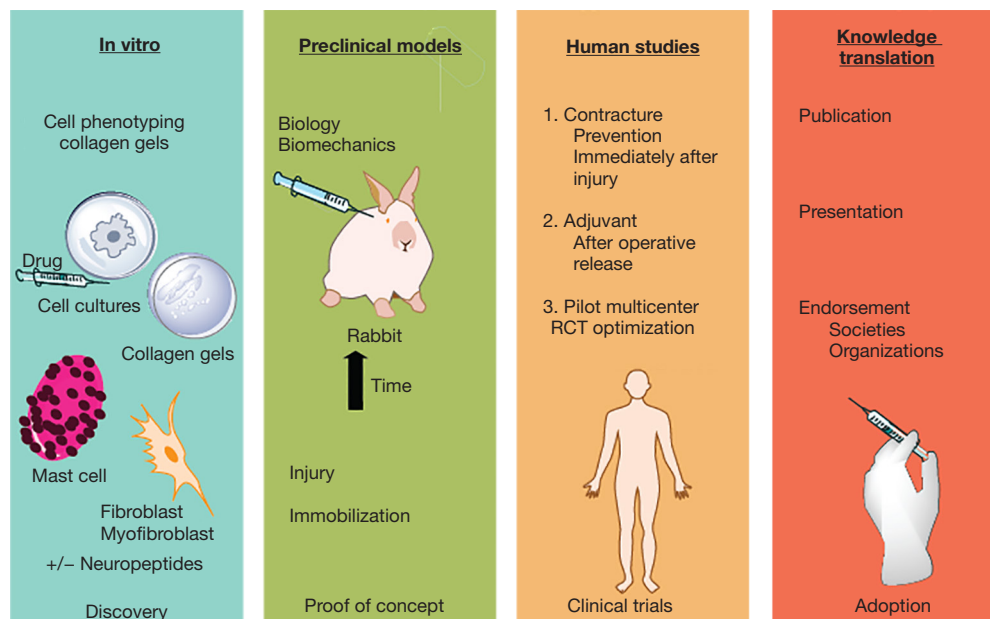 In vitro
Cell phenotyping
collagen gels
Drug
Cell cultures
Collagen gels
Mast cell
Fibroblast
Myofibroblast
+/− Neuropeptides
Discovery
Preclinical models
Biology
Biomechanics
Rabbit
Time
Injury
Immobilization
Proof of concept
Human studies
1. Contracture
Prevention
Immediately after
injury
2. Adjuvant
After operative
release
3. Pilot multicenter
RCT optimization
Clinical trials
Knowledge
translation
Publication
Presentation
Endorsement
Societies
Organizations
Adoption